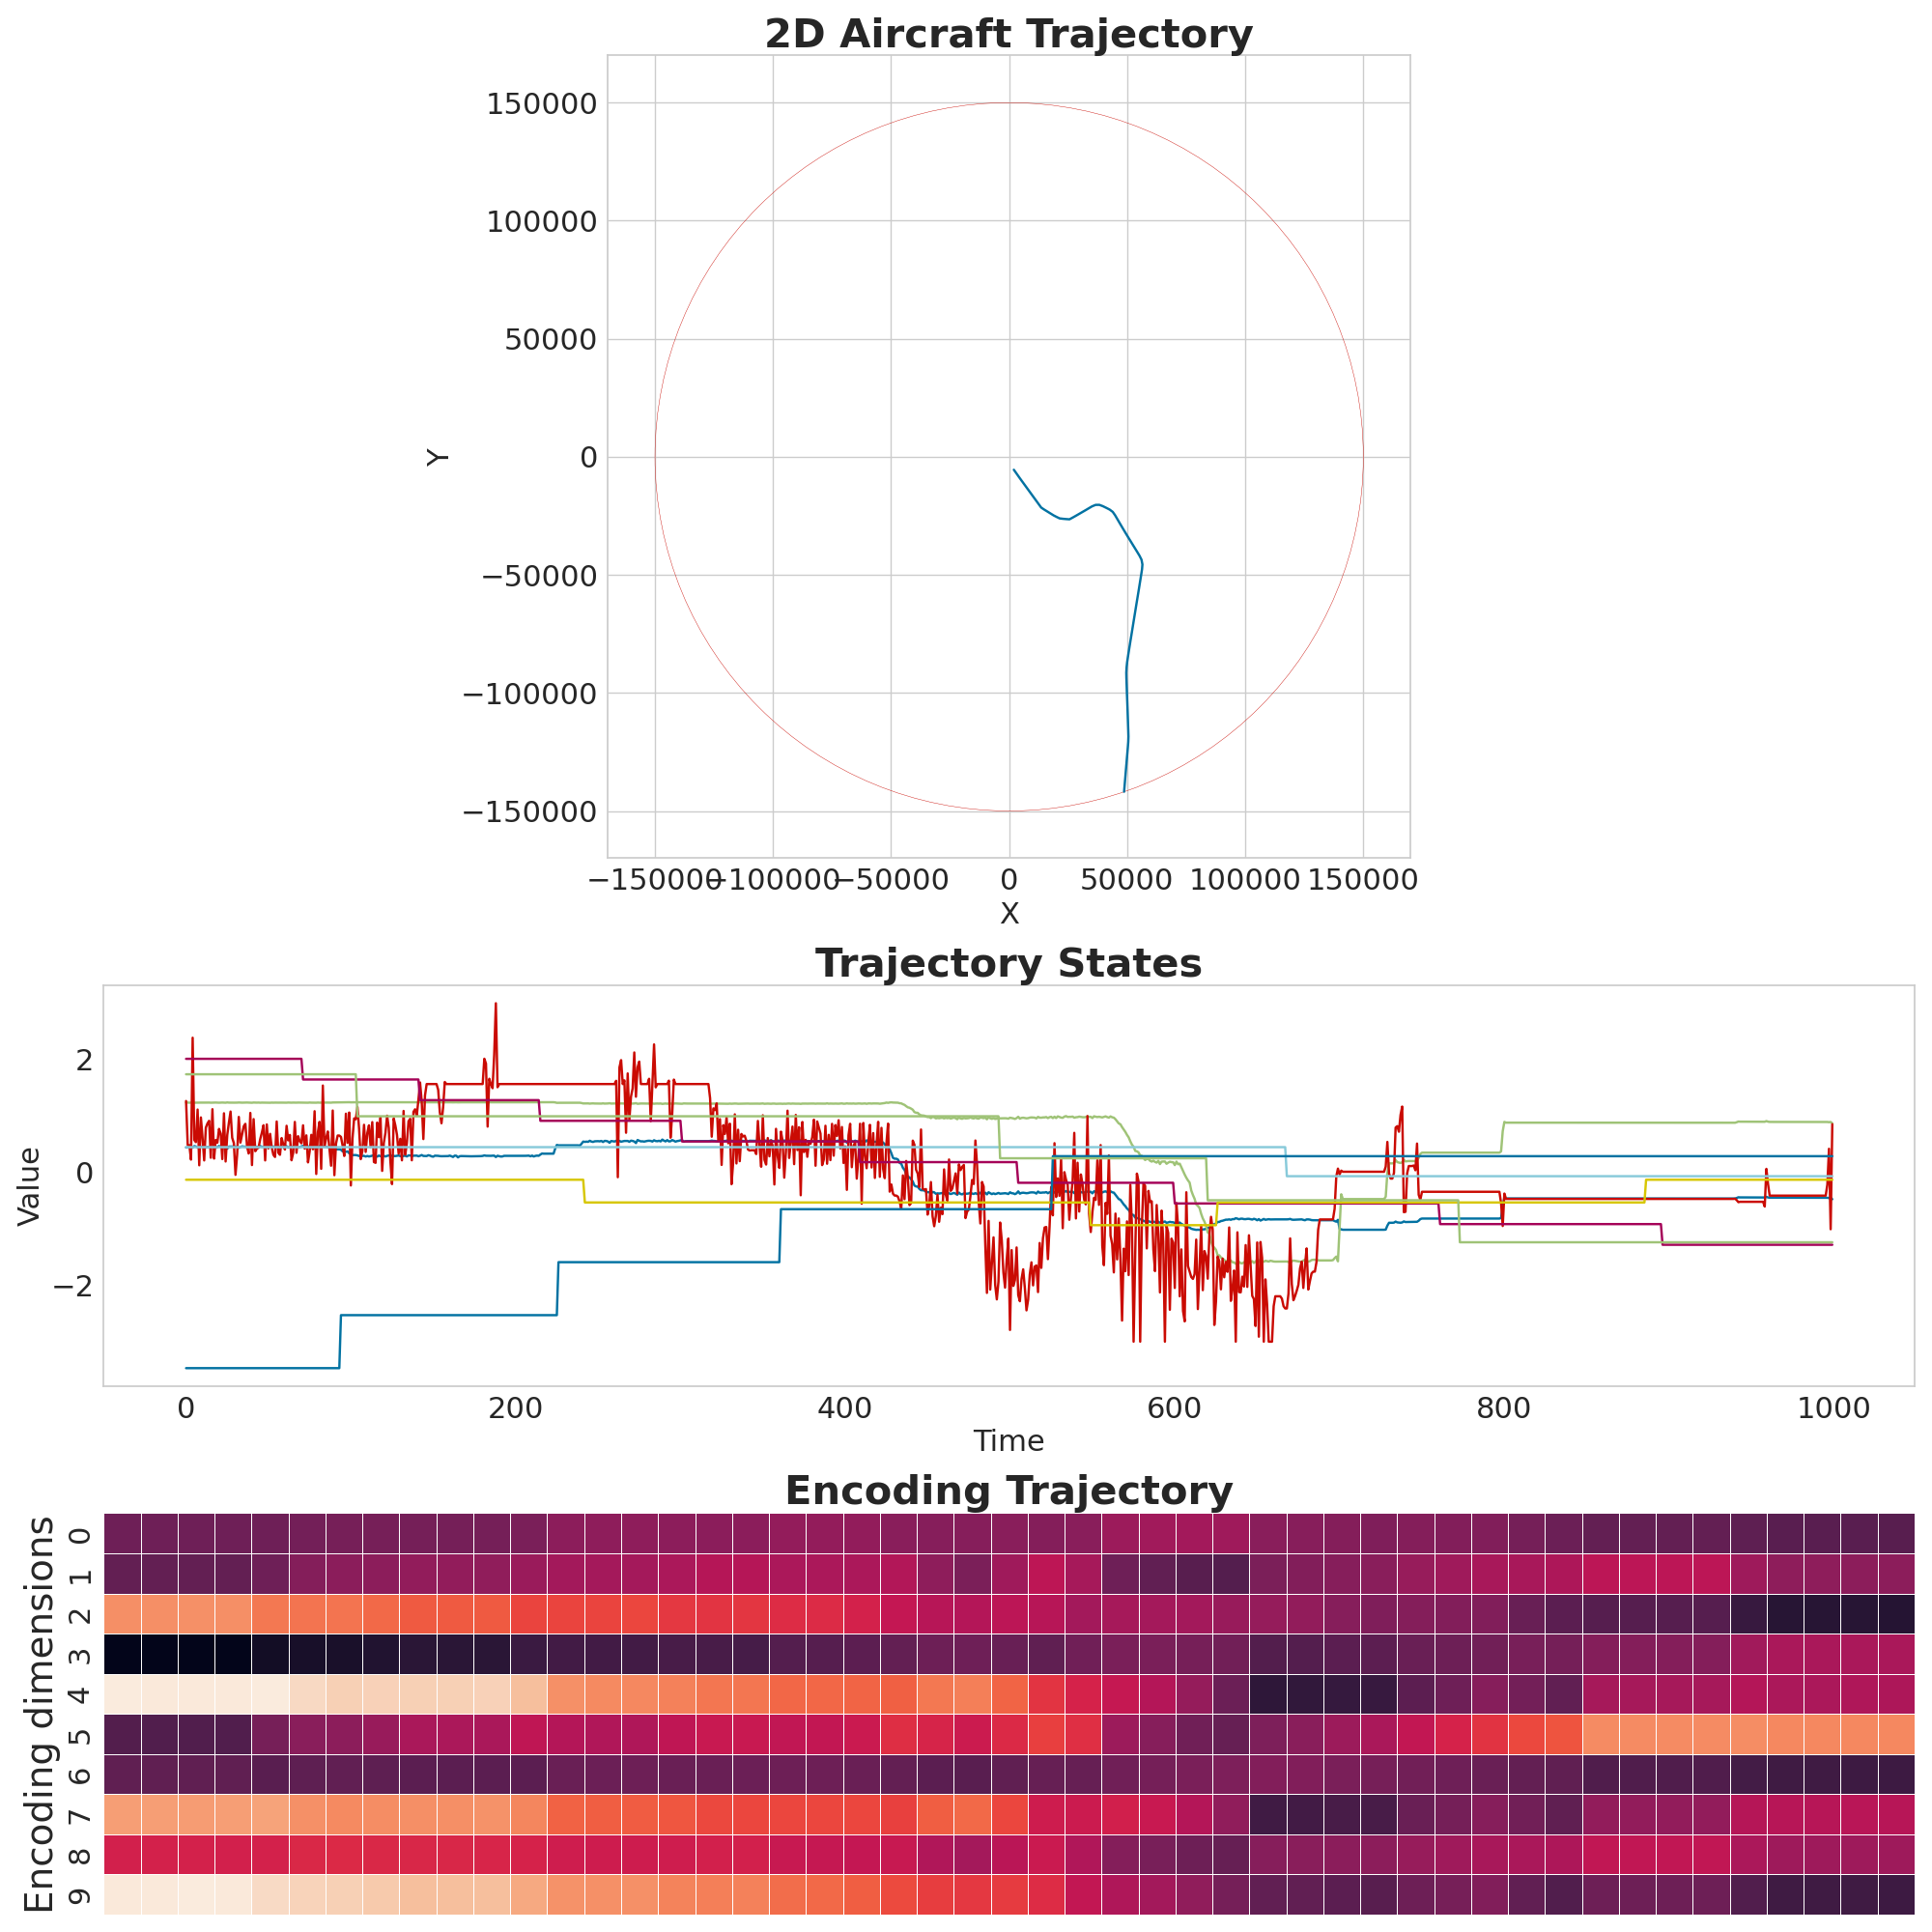 2D Aircraft Trajectory
150000
100000
50000
0
−50000
−100000
−150000
Y
−150000 −100000 −50000 0 50000 100000 150000
X
Trajectory States
2
0
−2
Value
0 200 400 600 800 1000
Time
Encoding Trajectory
Encoding dimensions
0
1
2
3
4
5
6
7
8
9